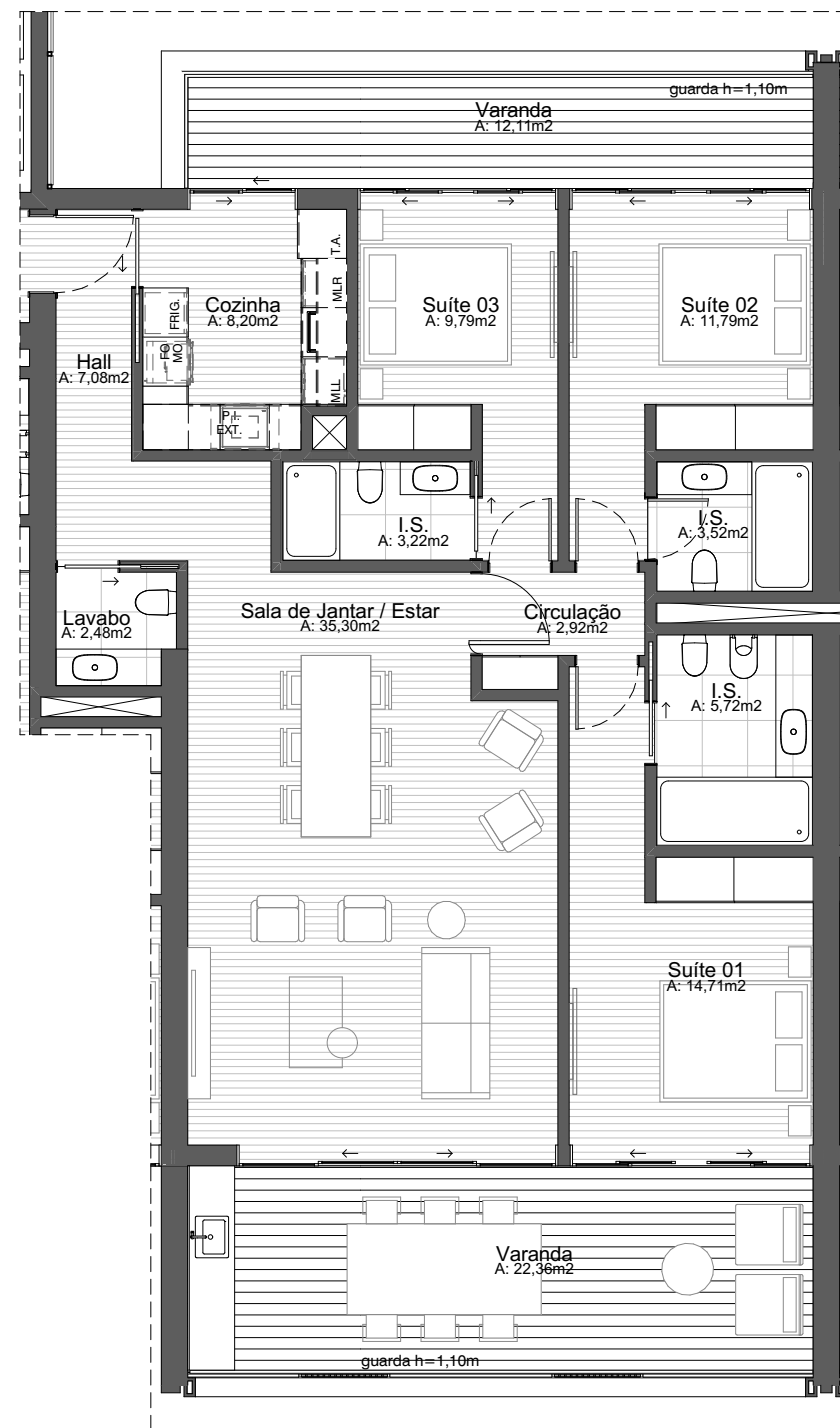 guarda h=1,10m
Varanda
A: 12,11m2
T.A.
MLR
Cozinha
A: 8,20m2
FRIG.
FO
MO
MLL
P.I.
EXT.
Suíte 03
A: 9,79m2
Suíte 02
A: 11,79m2
Hall
A: 7,08m2
I.S.
A: 3,22m2
I.S.
A: 3,52m2
Lavabo
A: 2,48m2
Sala de Jantar / Estar
A: 35,30m2
Circulação
A: 2,92m2
I.S.
A: 5,72m2
Suíte 01
A: 14,71m2
Varanda
A: 22,36m2
guarda h=1,10m